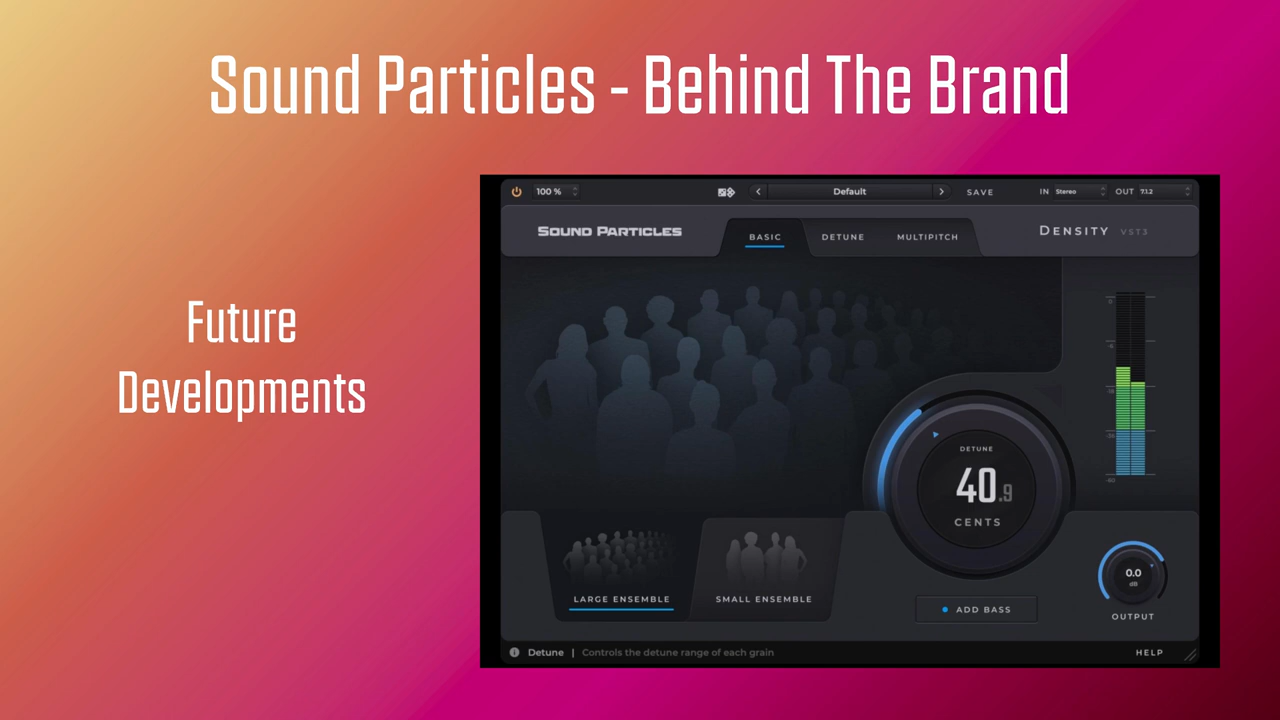 Sound Particles - Behind The Brand
Future
Developments
100 %
Default
SAVE
IN Stereo
OUT 7.1.2
SOUND PARTICLES
BASIC
DETUNE
MULTIPITCH
DENSITY VST3
DETUNE
40.9
CENTS
LARGE ENSEMBLE
SMALL ENSEMBLE
ADD BASS
0.0
dB
OUTPUT
Detune | Controls the detune range of each grain
HELP